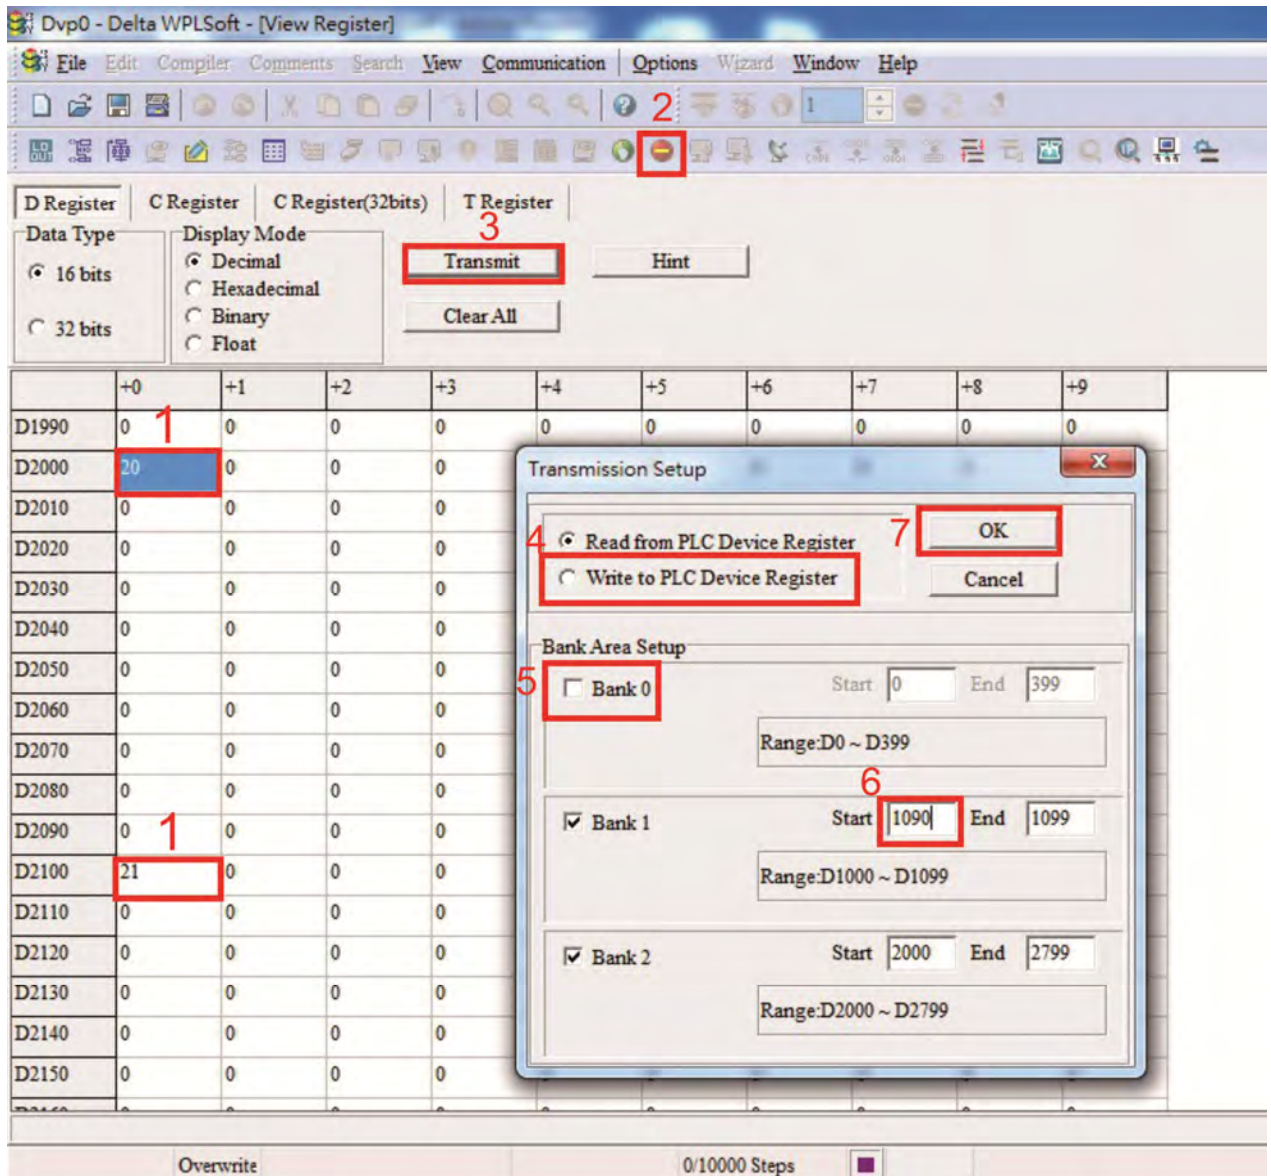 Dvp0 - Delta WPLSoft - [View Register]
File Edit Compiler Comments Search View Communication Options Wizard Window Help
2
1
D Register C Register C Register(32bits) T Register
3
Data Type Display Mode
16 bits Decimal Transmit Hint
Hexadecimal
32 bits Binary Clear All
Float
+0 +1 +2 +3 +4 +5 +6 +7 +8 +9
D1990 0 1 0 0 0 0 0 0 0 0 0
D2000 20 0 0 0
D2010 0 0 0 0
D2020 0 0 0 0
D2030 0 0 0 0
D2040 0 0 0 0
D2050 0 0 0 0
D2060 0 0 0 0
D2070 0 0 0 0
D2080 0 0 0 0
D2090 0 1 0 0 0
D2100 21 0 0 0
D2110 0 0 0 0
D2120 0 0 0 0
D2130 0 0 0 0
D2140 0 0 0 0
D2150 0 0 0 0
Transmission Setup
4 Read from PLC Device Register 7 OK
Write to PLC Device Register Cancel
Bank Area Setup
5 Bank 0 Start 0 End 399
Range:D0 ~ D399
6
Bank 1 Start 1090 End 1099
Range:D1000 ~ D1099
Bank 2 Start 2000 End 2799
Range:D2000 ~ D2799
Overwrite 0/10000 Steps